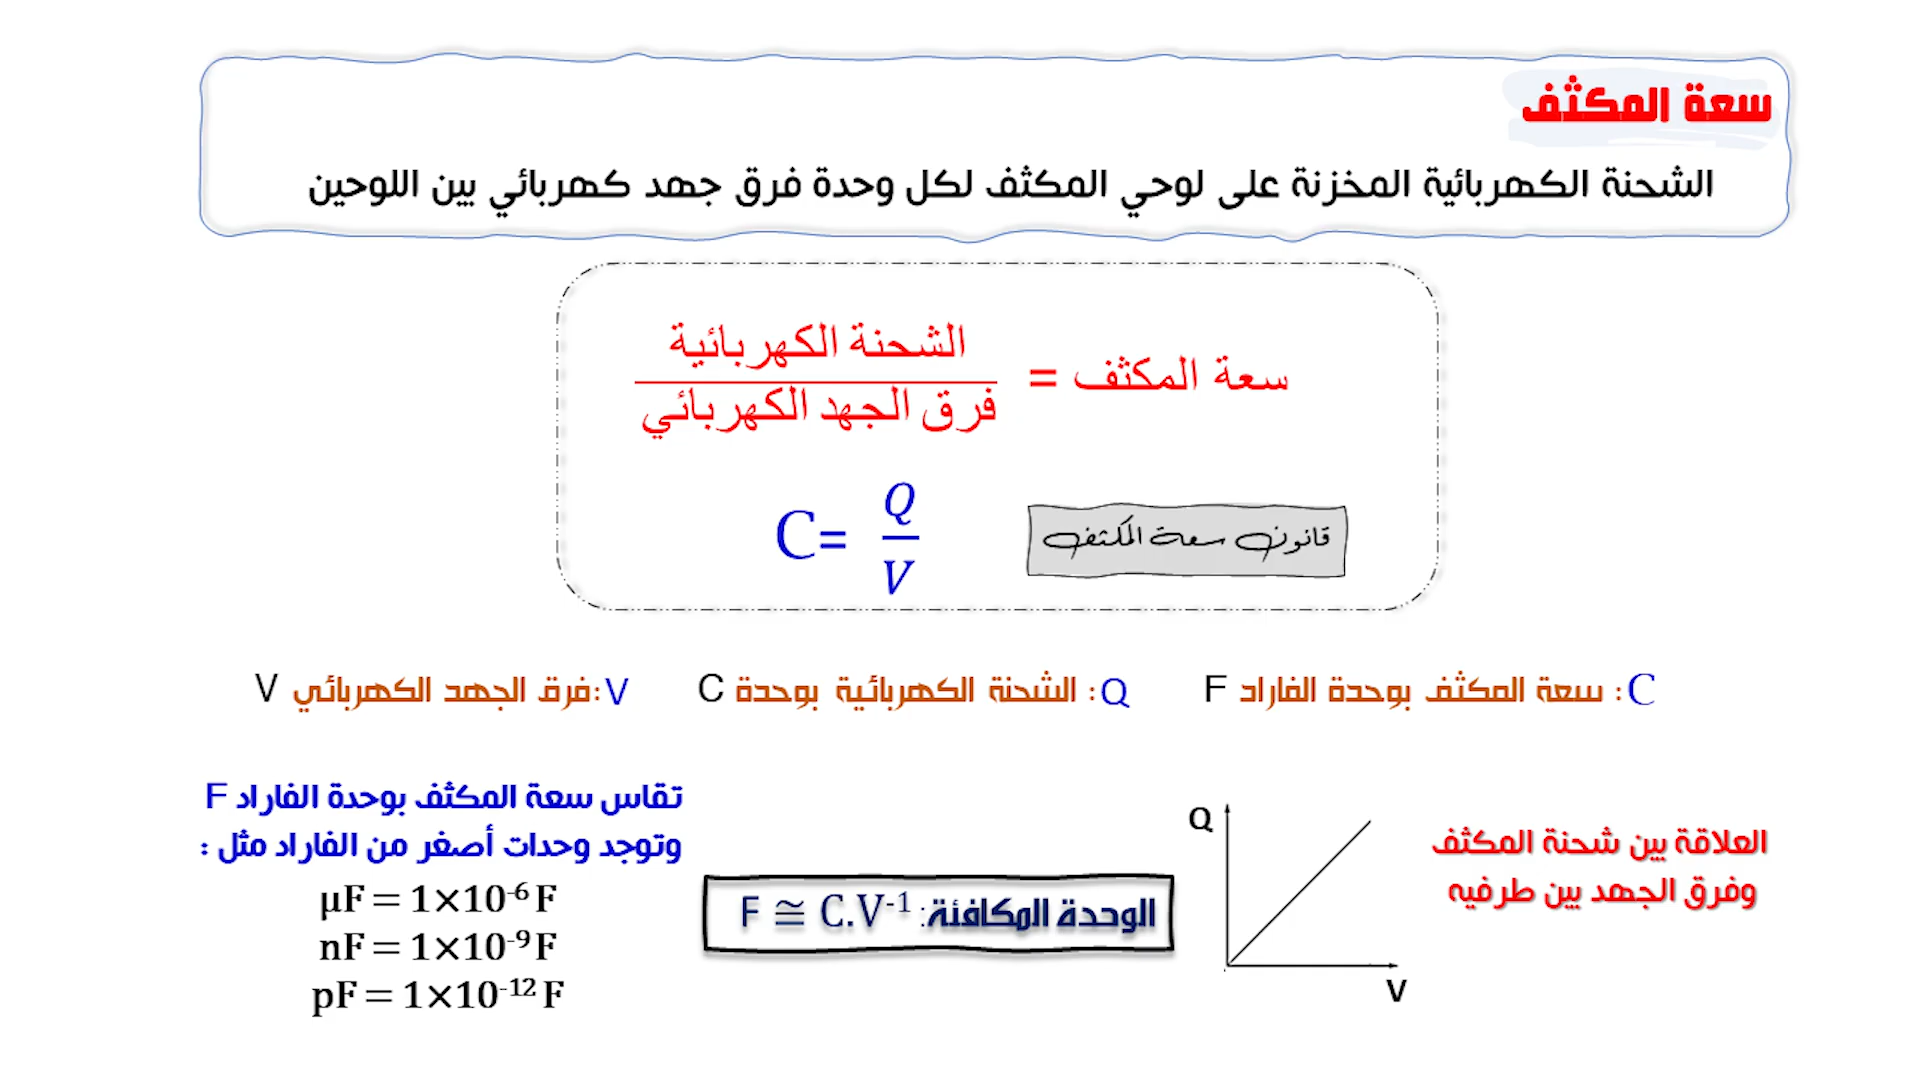 سعة المكثف
الشحنة الكهربائية المخزنة على لوحي المكثف لكل وحدة فرق جهد كهربائي بين اللوحين
سعة المكثف = الشحنة الكهربائية
فرق الجهد الكهربائي
قانون سعة المكثف
C= Q
V
C: سعة المكثف بوحدة الفاراد F
Q: الشحنة الكهربائية بوحدة C
V: فرق الجهد الكهربائي V
العلاقة بين شحنة المكثف
وفرق الجهد بين طرفيه
Q
V
الوحدة المكافئة: F ≅ C.V⁻¹
تقاس سعة المكثف بوحدة الفاراد F
وتوجد وحدات أصغر من الفاراد مثل :
µF = 1×10⁻⁶ F
nF = 1×10⁻⁹ F
pF = 1×10⁻¹² F